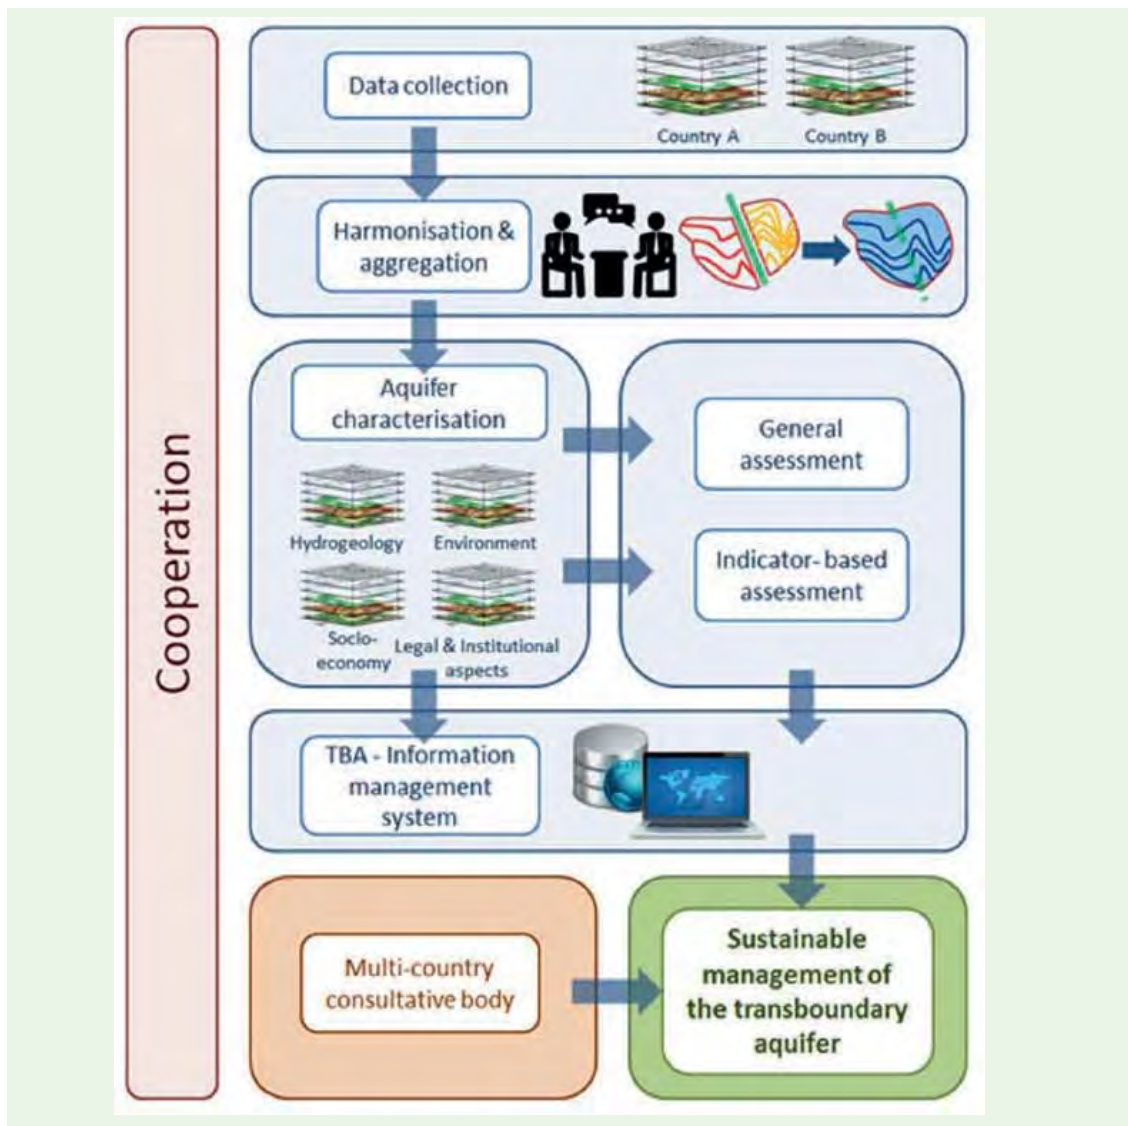 Cooperation
Data collection
Country A
Country B
Harmonisation &
aggregation
Aquifer
characterisation
Hydrogeology
Environment
Socio-
economy
Legal & Institutional
aspects
General
assessment
Indicator- based
assessment
TBA - Information
management
system
Multi-country
consultative body
Sustainable
management of
the transboundary
aquifer